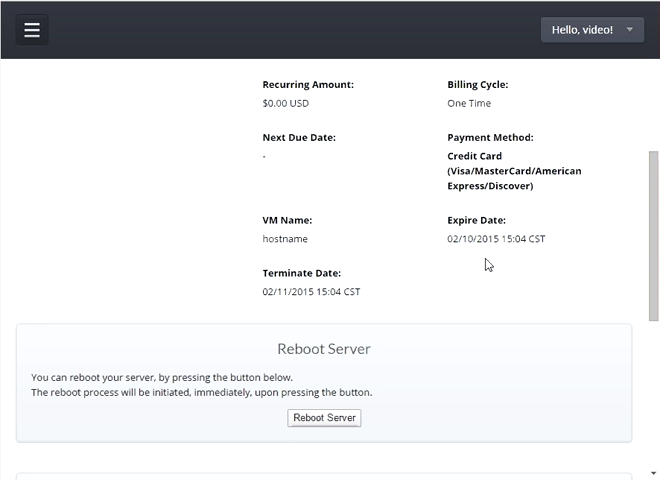 Hello, video!
Recurring Amount: Billing Cycle:
$0.00 USD One Time
Next Due Date: Payment Method:
- Credit Card
(Visa/MasterCard/American
Express/Discover)
VM Name: Expire Date:
hostname 02/10/2015 15:04 CST
Terminate Date:
02/11/2015 15:04 CST
Reboot Server
You can reboot your server, by pressing the button below.
The reboot process will be initiated, immediately, upon pressing the button.
Reboot Server